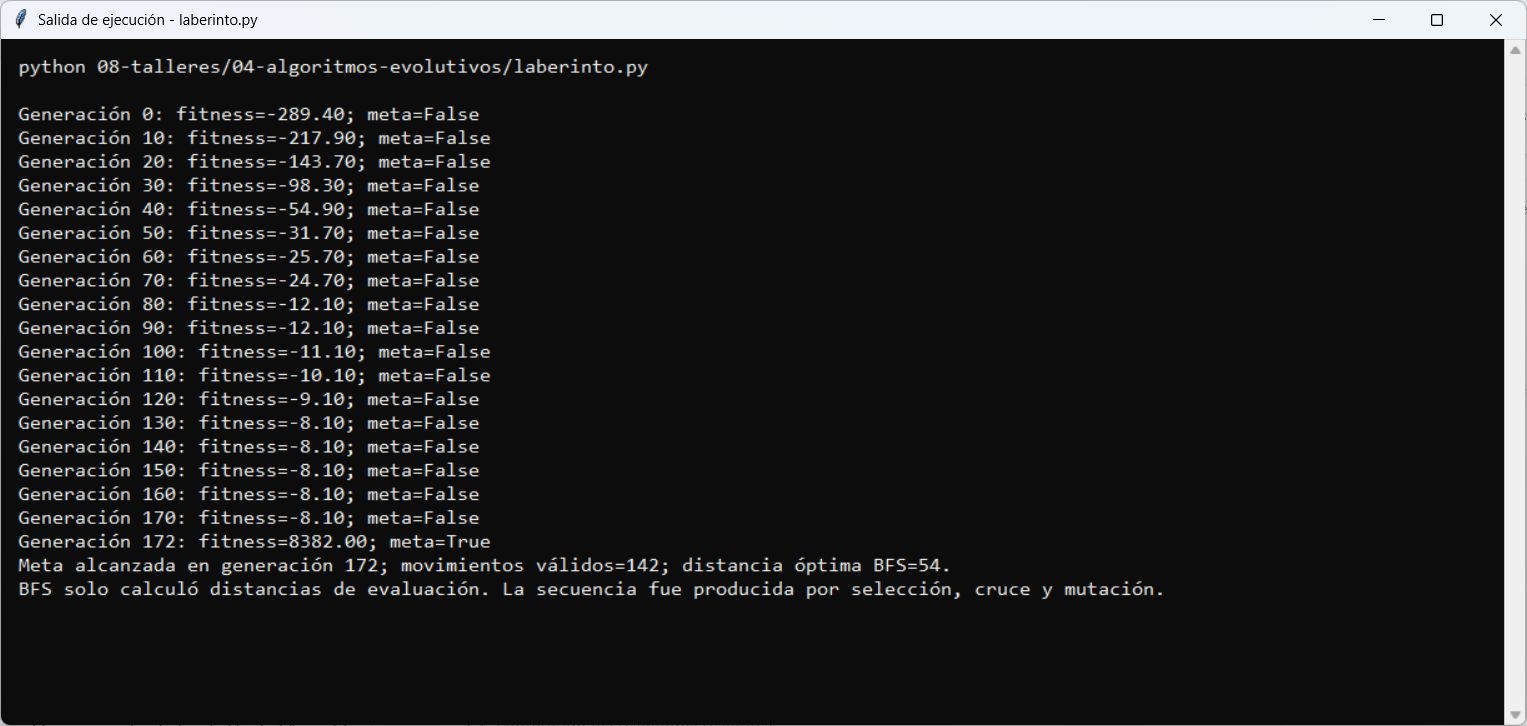 Salida de ejecución - laberinto.py
python 08-talleres/04-algoritmos-evolutivos/laberinto.py
Generación 0: fitness=-289.40; meta=False
Generación 10: fitness=-217.90; meta=False
Generación 20: fitness=-143.70; meta=False
Generación 30: fitness=-98.30; meta=False
Generación 40: fitness=-54.90; meta=False
Generación 50: fitness=-31.70; meta=False
Generación 60: fitness=-25.70; meta=False
Generación 70: fitness=-24.70; meta=False
Generación 80: fitness=-12.10; meta=False
Generación 90: fitness=-12.10; meta=False
Generación 100: fitness=-11.10; meta=False
Generación 110: fitness=-10.10; meta=False
Generación 120: fitness=-9.10; meta=False
Generación 130: fitness=-8.10; meta=False
Generación 140: fitness=-8.10; meta=False
Generación 150: fitness=-8.10; meta=False
Generación 160: fitness=-8.10; meta=False
Generación 170: fitness=-8.10; meta=False
Generación 172: fitness=8382.00; meta=True
Meta alcanzada en generación 172; movimientos válidos=142; distancia óptima BFS=54.
BFS solo calculó distancias de evaluación. La secuencia fue producida por selección, cruce y mutación.